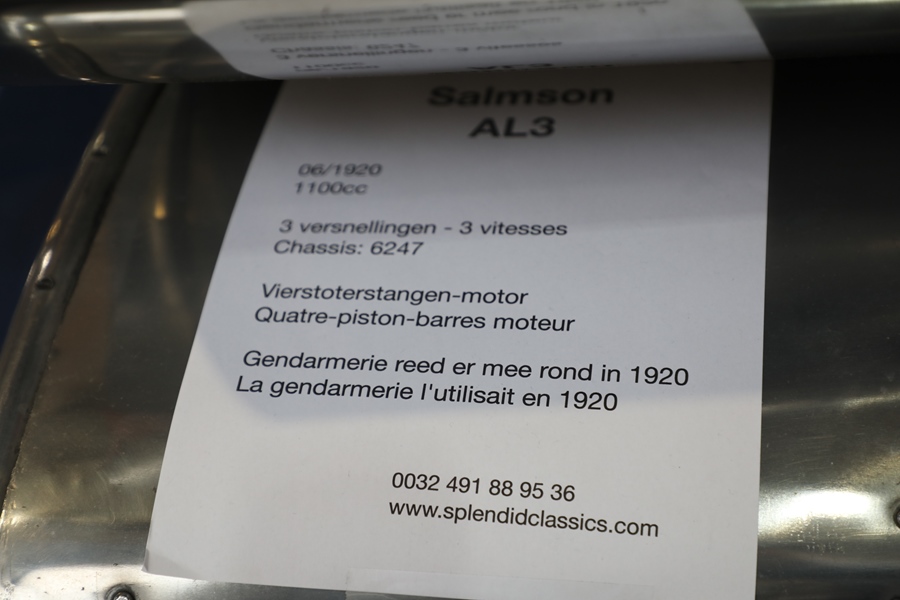 Salmson
AL3
06/1920
1100cc
3 versnellingen - 3 vitesses
Chassis: 6247
Vierstoterstangen-motor
Quatre-piston-barres moteur
Gendarmerie reed er mee rond in 1920
La gendarmerie l'utilisait en 1920
0032 491 88 95 36
www.splendidclassics.com